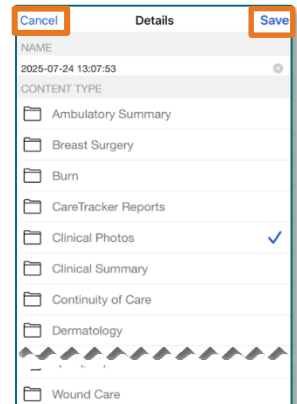 Cancel Details Save
NAME
2025-07-24 13:07:53
CONTENT TYPE
Ambulatory Summary
Breast Surgery
Burn
CareTracker Reports
Clinical Photos
Clinical Summary
Continuity of Care
Dermatology
Wound Care